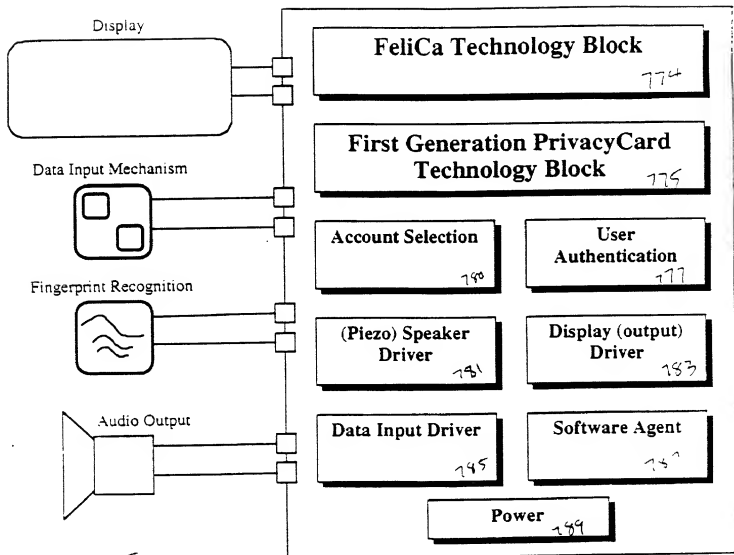 Display
FeliCa Technology Block
774
First Generation PrivacyCard
Technology Block
775
Data Input Mechanism
Account Selection
780
User
Authentication
777
Fingerprint Recognition
(Piezo) Speaker
Driver
781
Display (output)
Driver
783
Audio Output
Data Input Driver
785
Software Agent
Power
789